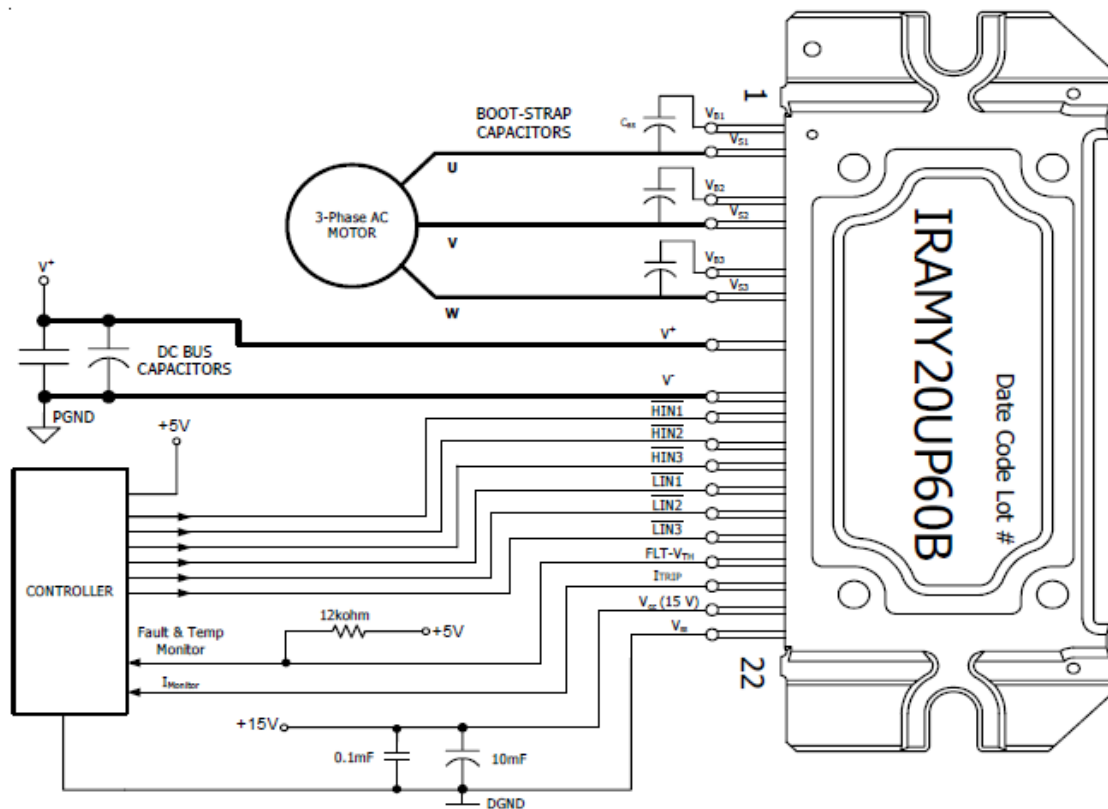 1
BOOT-STRAP
CAPACITORS
VB1
VS1
U
VB2
3-Phase AC
MOTOR
VS2
V
VB3
VS3
W
V+
V+
DC BUS
CAPACITORS
V-
PGND
HIN1
+5V
HIN2
HIN3
LIN1
LIN2
LIN3
FLT-VTH
CONTROLLER
ITRIP
12kohm
VCC (15 V)
+5V
Fault & Temp
Monitor
VSS
IMonitor
22
+15V
0.1mF
10mF
DGND
IRAMY20UP60B
Date Code Lot #